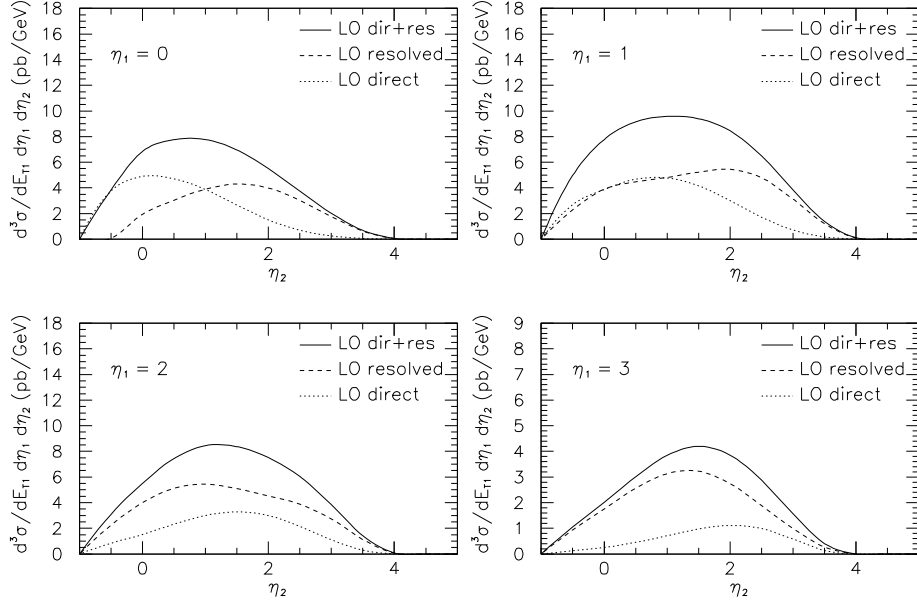 d³σ/dE_T1 dη₁ dη₂ (pb/GeV)
18
16
14
12
10
8
6
4
2
0
η₁ = 0
LO dir+res
LO resolved
LO direct
0
2
4
η₂
d³σ/dE_T1 dη₁ dη₂ (pb/GeV)
18
16
14
12
10
8
6
4
2
0
η₁ = 1
LO dir+res
LO resolved
LO direct
0
2
4
η₂
d³σ/dE_T1 dη₁ dη₂ (pb/GeV)
18
16
14
12
10
8
6
4
2
0
η₁ = 2
LO dir+res
LO resolved
LO direct
0
2
4
η₂
d³σ/dE_T1 dη₁ dη₂ (pb/GeV)
9
8
7
6
5
4
3
2
1
0
η₁ = 3
LO dir+res
LO resolved
LO direct
0
2
4
η₂